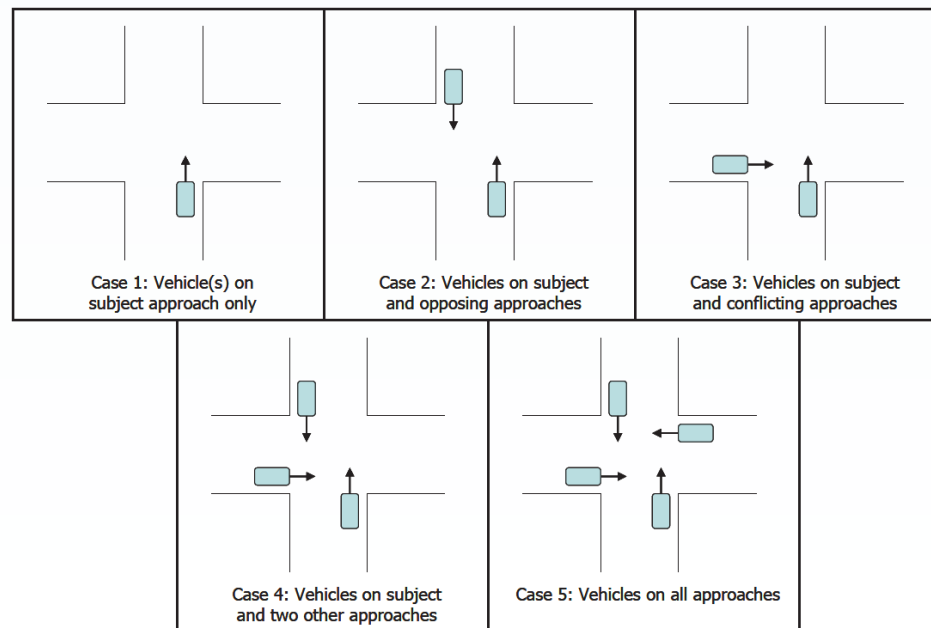 Case 1: Vehicle(s) on
subject approach only
Case 2: Vehicles on subject
and opposing approaches
Case 3: Vehicles on subject
and conflicting approaches
Case 4: Vehicles on subject
and two other approaches
Case 5: Vehicles on all approaches